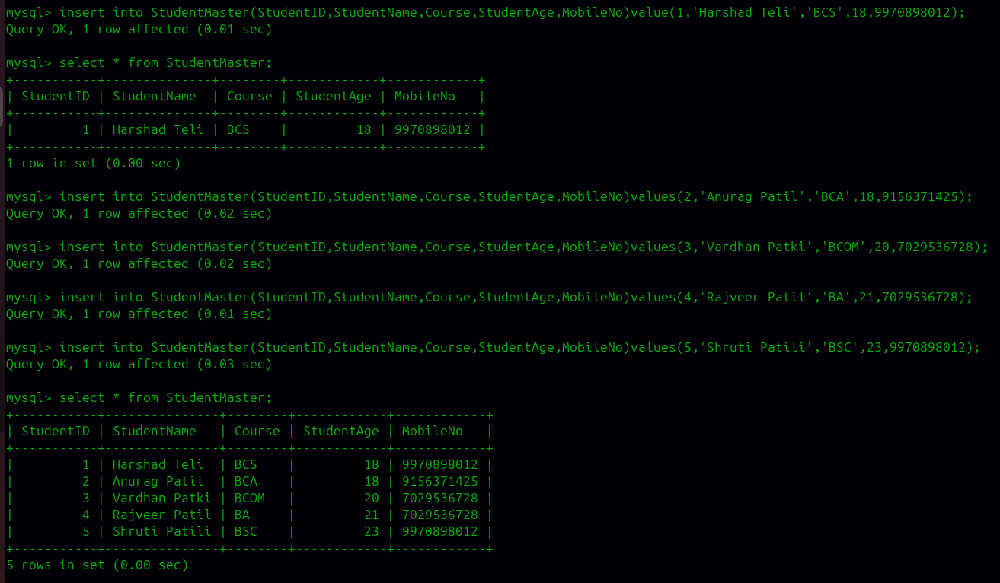 mysql> insert into StudentMaster(StudentID,StudentName,Course,StudentAge,MobileNo)value(1,'Harshad Teli','BCS',18,9970898012);
Query OK, 1 row affected (0.01 sec)

mysql> select * from StudentMaster;
+-----------+--------------+--------+------------+------------+
| StudentID | StudentName  | Course | StudentAge | MobileNo   |
+-----------+--------------+--------+------------+------------+
|         1 | Harshad Teli | BCS    |         18 | 9970898012 |
+-----------+--------------+--------+------------+------------+
1 row in set (0.00 sec)

mysql> insert into StudentMaster(StudentID,StudentName,Course,StudentAge,MobileNo)values(2,'Anurag Patil','BCA',18,9156371425);
Query OK, 1 row affected (0.02 sec)

mysql> insert into StudentMaster(StudentID,StudentName,Course,StudentAge,MobileNo)values(3,'Vardhan Patki','BCOM',20,7029536728);
Query OK, 1 row affected (0.02 sec)

mysql> insert into StudentMaster(StudentID,StudentName,Course,StudentAge,MobileNo)values(4,'Rajveer Patil','BA',21,7029536728);
Query OK, 1 row affected (0.01 sec)

mysql> insert into StudentMaster(StudentID,StudentName,Course,StudentAge,MobileNo)values(5,'Shruti Patili','BSC',23,9970898012);
Query OK, 1 row affected (0.03 sec)

mysql> select * from StudentMaster;
+-----------+---------------+--------+------------+------------+
| StudentID | StudentName   | Course | StudentAge | MobileNo   |
+-----------+---------------+--------+------------+------------+
|         1 | Harshad Teli  | BCS    |         18 | 9970898012 |
|         2 | Anurag Patil  | BCA    |         18 | 9156371425 |
|         3 | Vardhan Patki | BCOM   |         20 | 7029536728 |
|         4 | Rajveer Patil | BA     |         21 | 7029536728 |
|         5 | Shruti Patili | BSC    |         23 | 9970898012 |
+-----------+---------------+--------+------------+------------+
5 rows in set (0.00 sec)